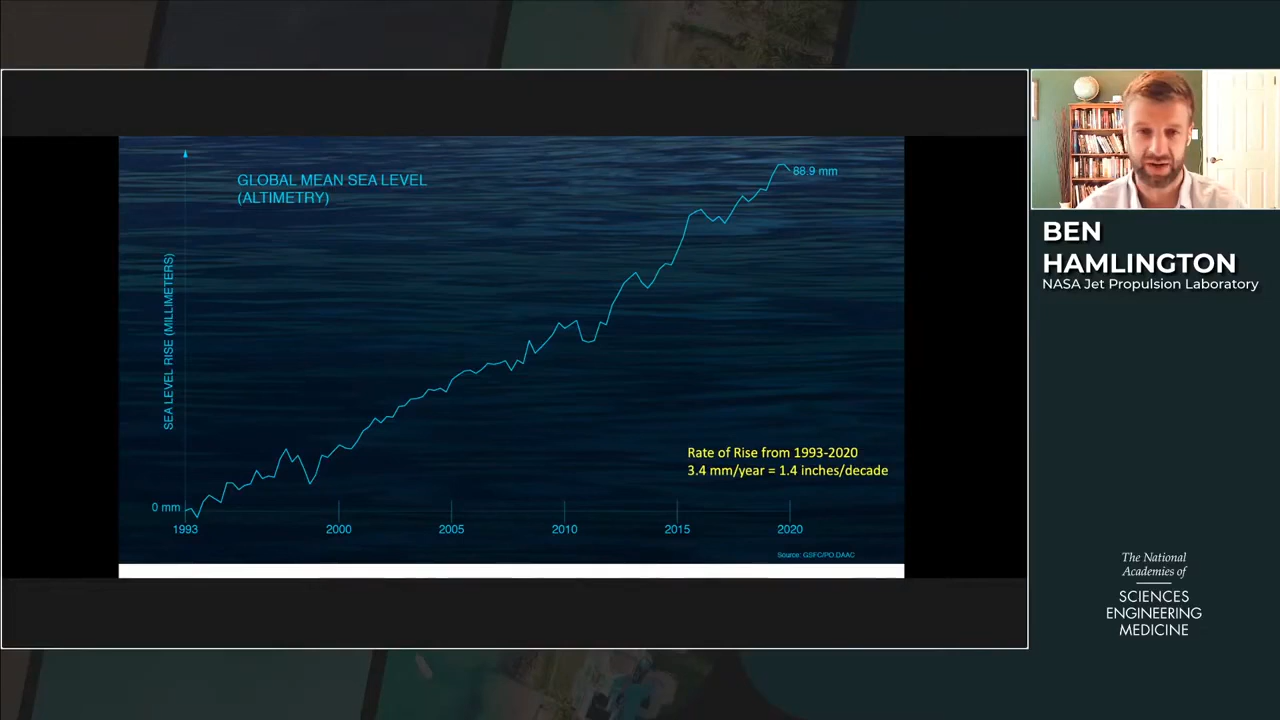 GLOBAL MEAN SEA LEVEL
(ALTIMETRY)
88.9 mm
SEA LEVEL RISE (MILLIMETERS)
Rate of Rise from 1993-2020
3.4 mm/year = 1.4 inches/decade
0 mm
1993
2000
2005
2010
2015
2020
Source: GSFC/PO.DAAC
BEN
HAMLINGTON
NASA Jet Propulsion Laboratory
The National
Academies of
SCIENCES
ENGINEERING
MEDICINE